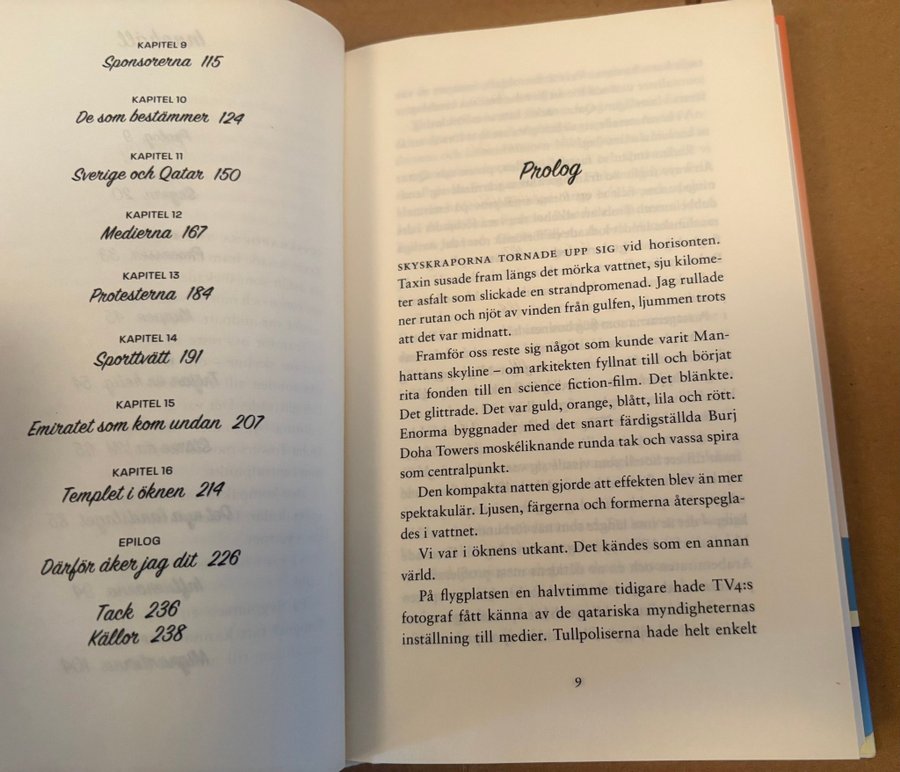 KAPITEL 9
Sponsorerna 115
KAPITEL 10
De som bestämmer 124
KAPITEL 11
Sverige och Qatar 150
KAPITEL 12
Medierna 167
KAPITEL 13
Protesterna 184
KAPITEL 14
Sporttvätt 191
KAPITEL 15
Emiratet som kom undan 207
KAPITEL 16
Templet i öknen 214
EPILOG
Därför åker jag dit 226
Tack 236
Källor 238
Prolog
SKYSKRAPORNA TORNADE UPP SIG vid horisonten.
Taxin susade fram längs det mörka vattnet, sju kilome-
ter asfalt som slickade en strandpromenad. Jag rullade
ner rutan och njöt av vinden från gulfen, ljummen trots
att det var midnatt.
Framför oss reste sig något som kunde varit Man-
hattans skyline – om arkitekten fyllnat till och börjat
rita fonden till en science fiction-film. Det blänkte.
Det glittrade. Det var guld, orange, blått, lila och rött.
Enorma byggnader med det snart färdigställda Burj
Doha Towers moskéliknande runda tak och vassa spira
som centralpunkt.
Den kompakta natten gjorde att effekten blev än mer
spektakulär. Ljusen, färgerna och formerna återspegla-
des i vattnet.
Vi var i öknens utkant. Det kändes som en annan
värld.
På flygplatsen en halvtimme tidigare hade TV4:s
fotograf fått känna av de qatariska myndigheternas
inställning till medier. Tullpoliserna hade helt enkelt
9